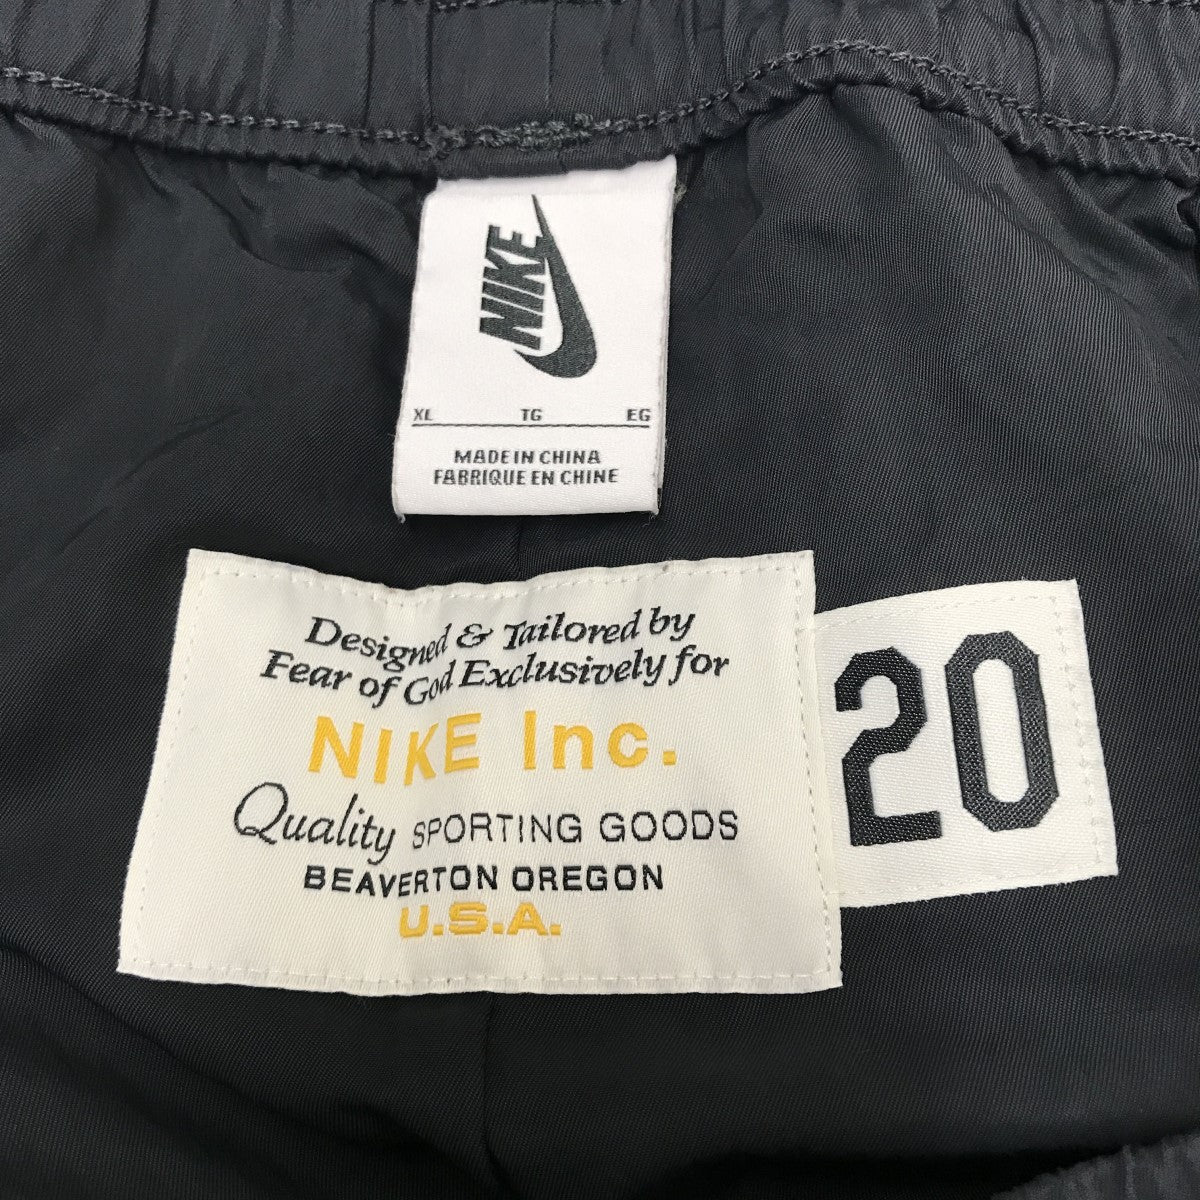 NIKE
XL TG EG
MADE IN CHINA
FABRIQUE EN CHINE
Designed & Tailored by
Fear of God Exclusively for
NIKE Inc.
Quality SPORTING GOODS
BEAVERTON OREGON
U.S.A.
20